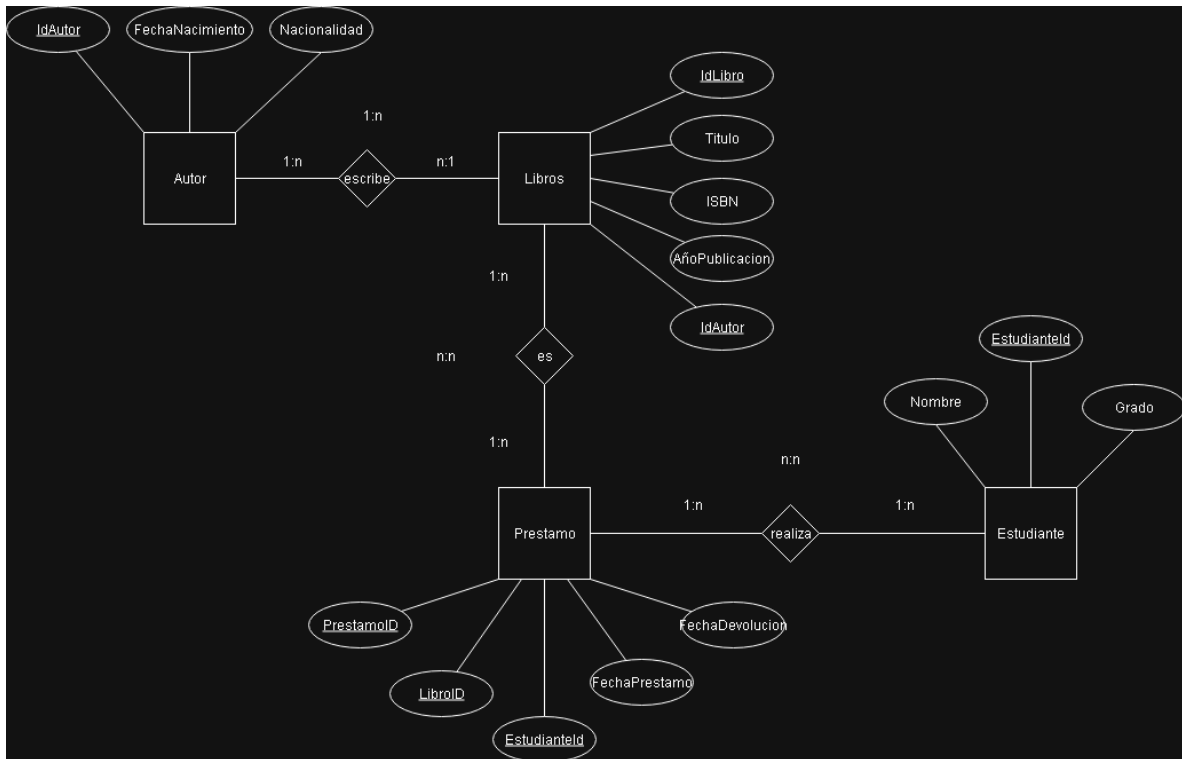 IdAutor
FechaNacimiento
Nacionalidad
IdLibro
1:n
Titulo
1:n
n:1
Autor
escribe
Libros
ISBN
AñoPublicacion
1:n
IdAutor
EstudianteId
n:n
es
Nombre
Grado
1:n
n:n
1:n
1:n
Prestamo
realiza
Estudiante
PrestamoID
FechaDevolucion
LibroID
FechaPrestamo
EstudianteId